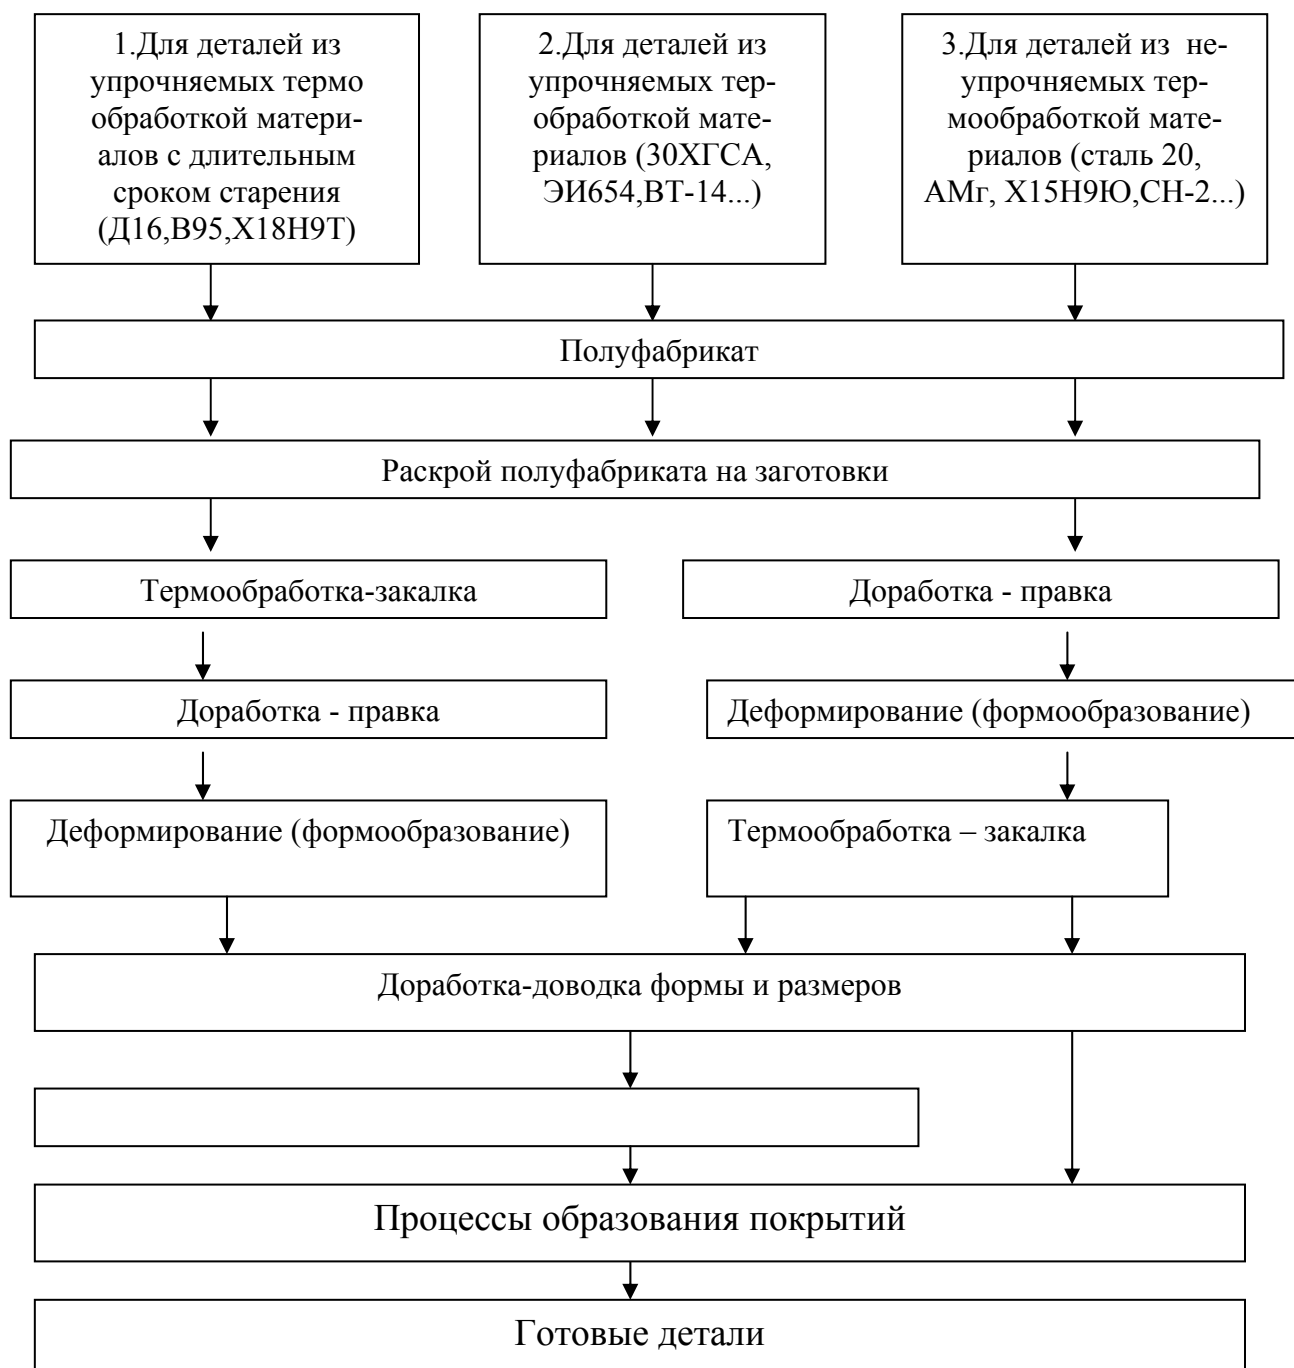 1.Для деталей из
упрочняемых термо
обработкой матери-
алов с длительным
сроком старения
(Д16,В95,Х18Н9Т)
2.Для деталей из
упрочняемых тер-
обработкой мате-
риалов (30ХГСА,
ЭИ654,ВТ-14...)
3.Для деталей из не-
упрочняемых тер-
мообработкой мате-
риалов (сталь 20,
АМг, Х15Н9Ю,СН-2...)
Полуфабрикат
Раскрой полуфабриката на заготовки
Термообработка-закалка
Доработка - правка
Доработка - правка
Деформирование (формообразование)
Деформирование (формообразование)
Термообработка – закалка
Доработка-доводка формы и размеров
Процессы образования покрытий
Готовые детали